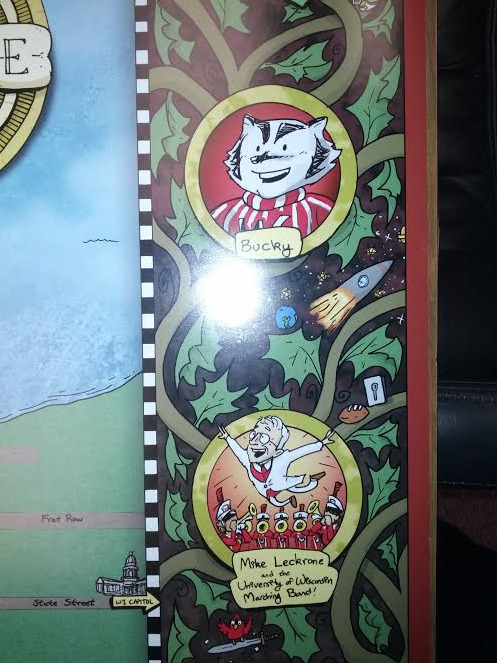 E
Bucky
Mike Leckrone
and the
University of Wisconsin
Marching Band!
Frat Row
State Street
WI CAPITOL